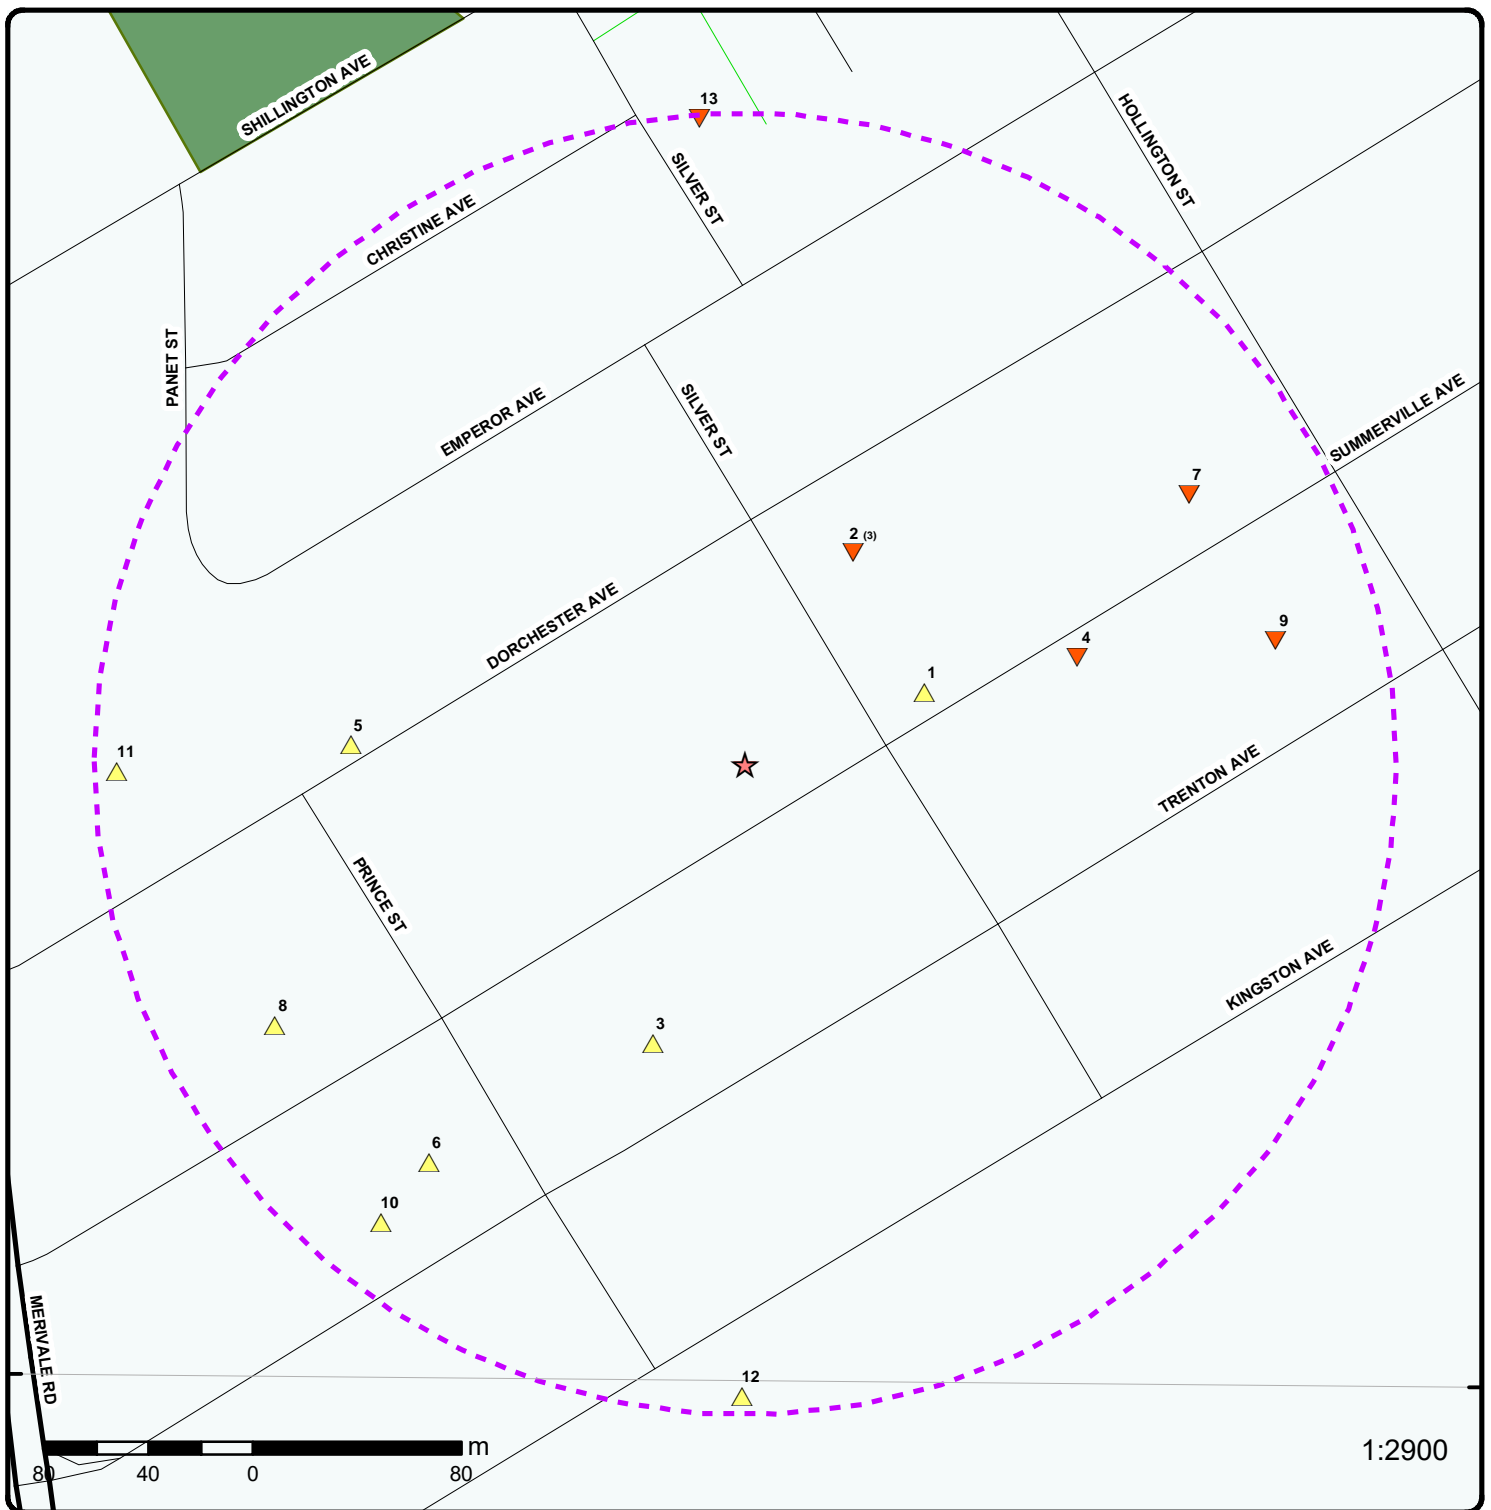 SHILLINGTON AVE
13
HOLLINGTON ST
SILVER ST
CHRISTINE AVE
PANET ST
EMPEROR AVE
SILVER ST
SUMMERVILLE AVE
7
2 (3)
DORCHESTER AVE
9
4
1
5
11
TRENTON AVE
PRINCE ST
KINGSTON AVE
8
3
6
10
MERIVALE RD
12
m
1:2900
80 40 0 80